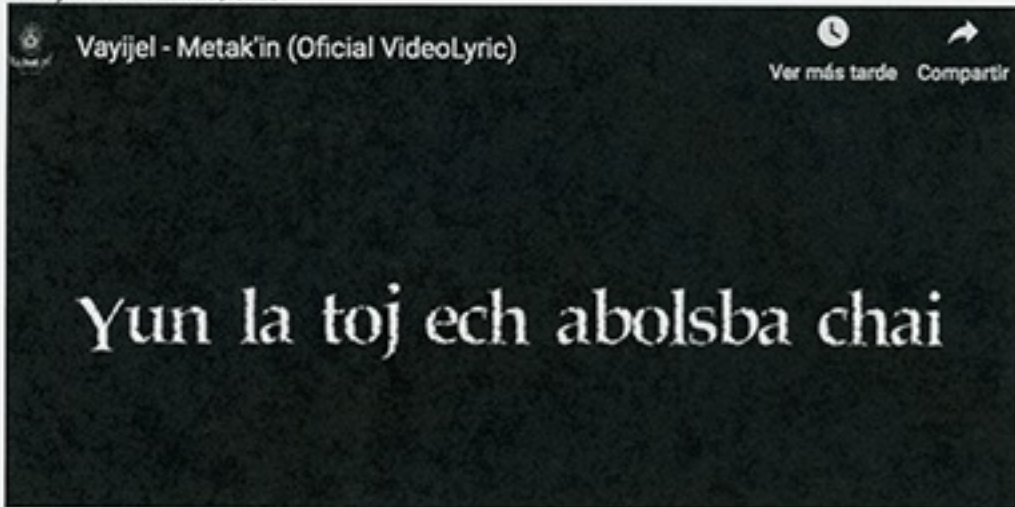 Vayijel - Metak'in (Oficial VideoLyric)
Ver más tarde
Compartir
Yun la toj ech abolsba chai